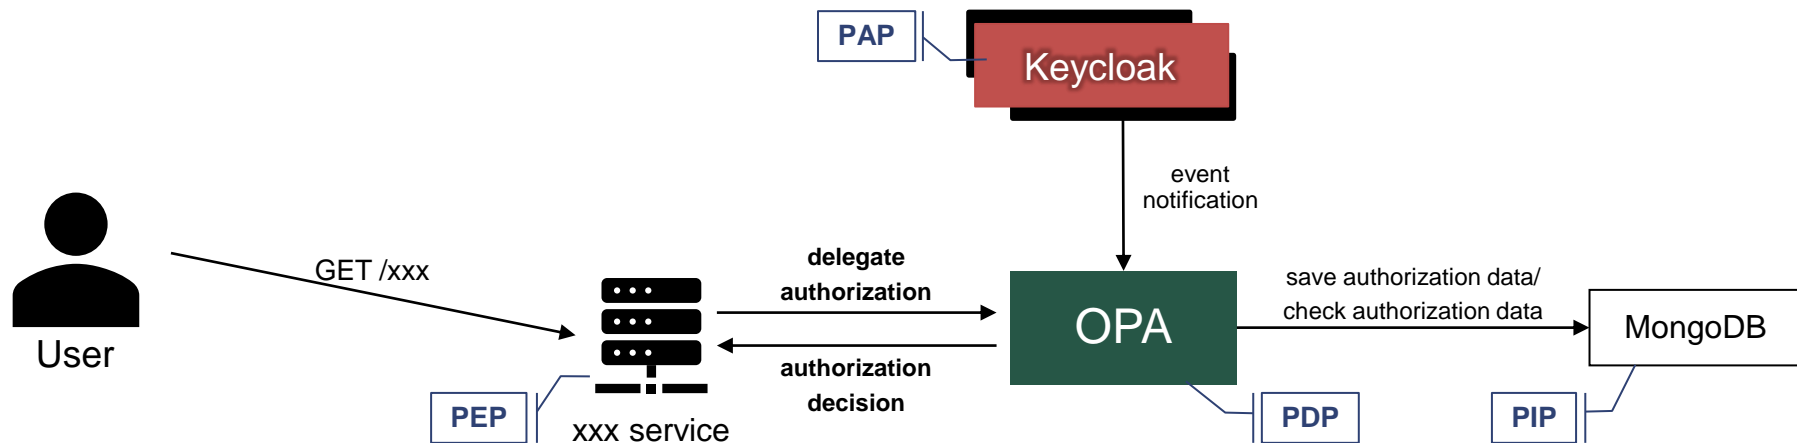 PAP
Keycloak
event
notification
User
GET /xxx
delegate
authorization
authorization
decision
xxx service
PEP
OPA
PDP
save authorization data/
check authorization data
MongoDB
PIP